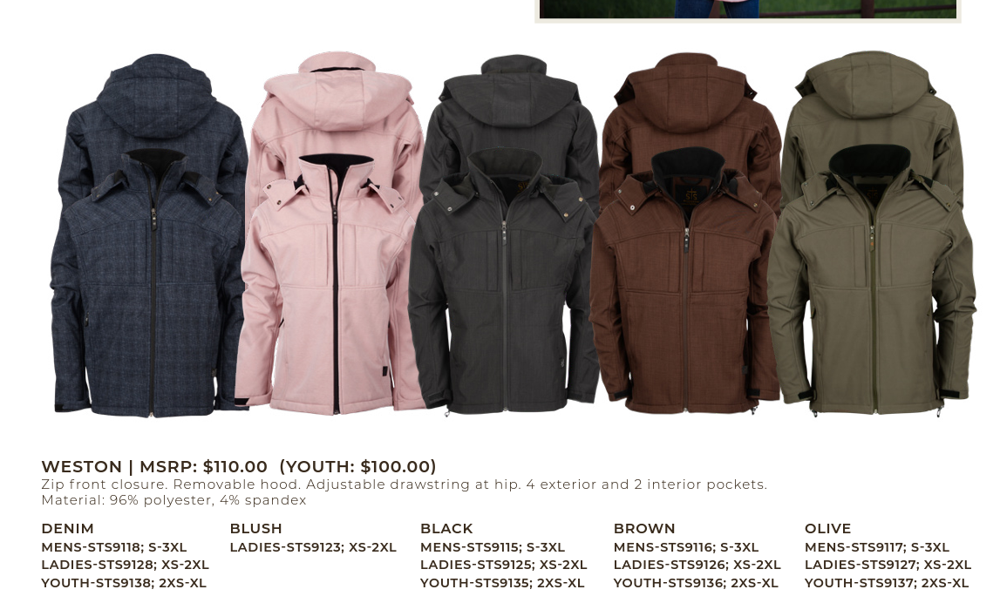 WESTON | MSRP: $110.00 (YOUTH: $100.00)
Zip front closure. Removable hood. Adjustable drawstring at hip. 4 exterior and 2 interior pockets.
Material: 96% polyester, 4% spandex
DENIM
MENS-STS9118; S-3XL
LADIES-STS9128; XS-2XL
YOUTH-STS9138; 2XS-XL
BLUSH
LADIES-STS9123; XS-2XL
BLACK
MENS-STS9115; S-3XL
LADIES-STS9125; XS-2XL
YOUTH-STS9135; 2XS-XL
BROWN
MENS-STS9116; S-3XL
LADIES-STS9126; XS-2XL
YOUTH-STS9136; 2XS-XL
OLIVE
MENS-STS9117; S-3XL
LADIES-STS9127; XS-2XL
YOUTH-STS9137; 2XS-XL